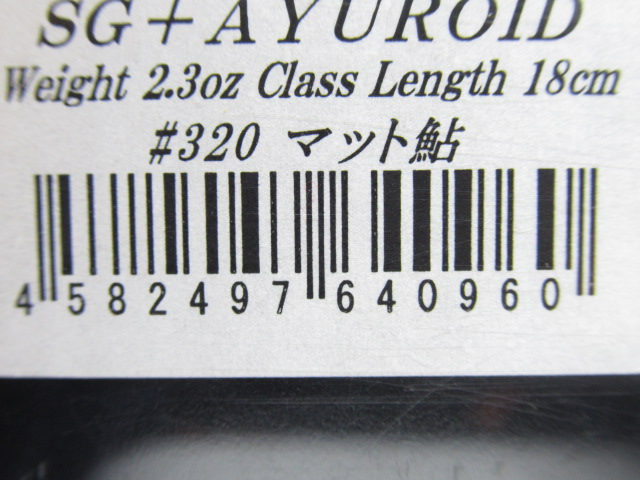 SG+AYUROID
Weight 2.3oz Class Length 18cm
#320 マット鮎
4 582497 640960